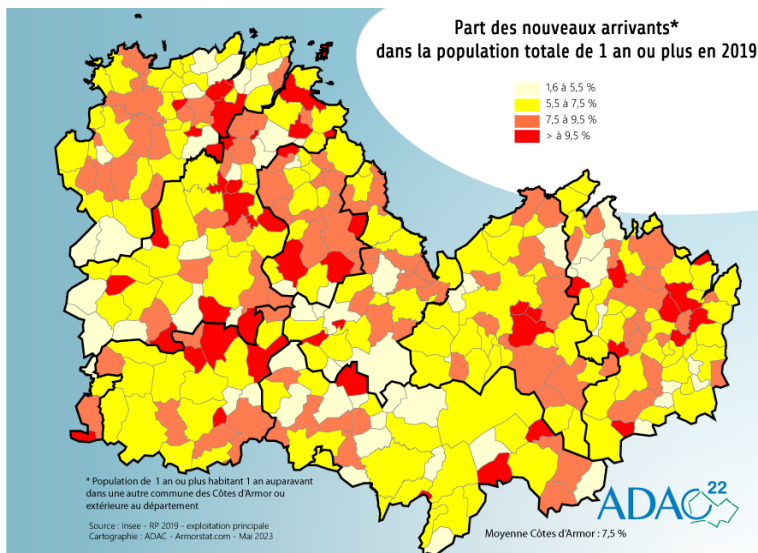 Part des nouveaux arrivants*
dans la population totale de 1 an ou plus en 2019
1,6 à 5,5 %
5,5 à 7,5 %
7,5 à 9,5 %
> à 9,5 %
* Population de 1 an ou plus habitant 1 an auparavant
dans une autre commune des Côtes d'Armor ou
extérieure au département
Source : Insee - RP 2019 - exploitation principale
Cartographie : ADAC - Armorstat.com - Mai 2023
Moyenne Côtes d'Armor : 7,5 %
ADAC 22